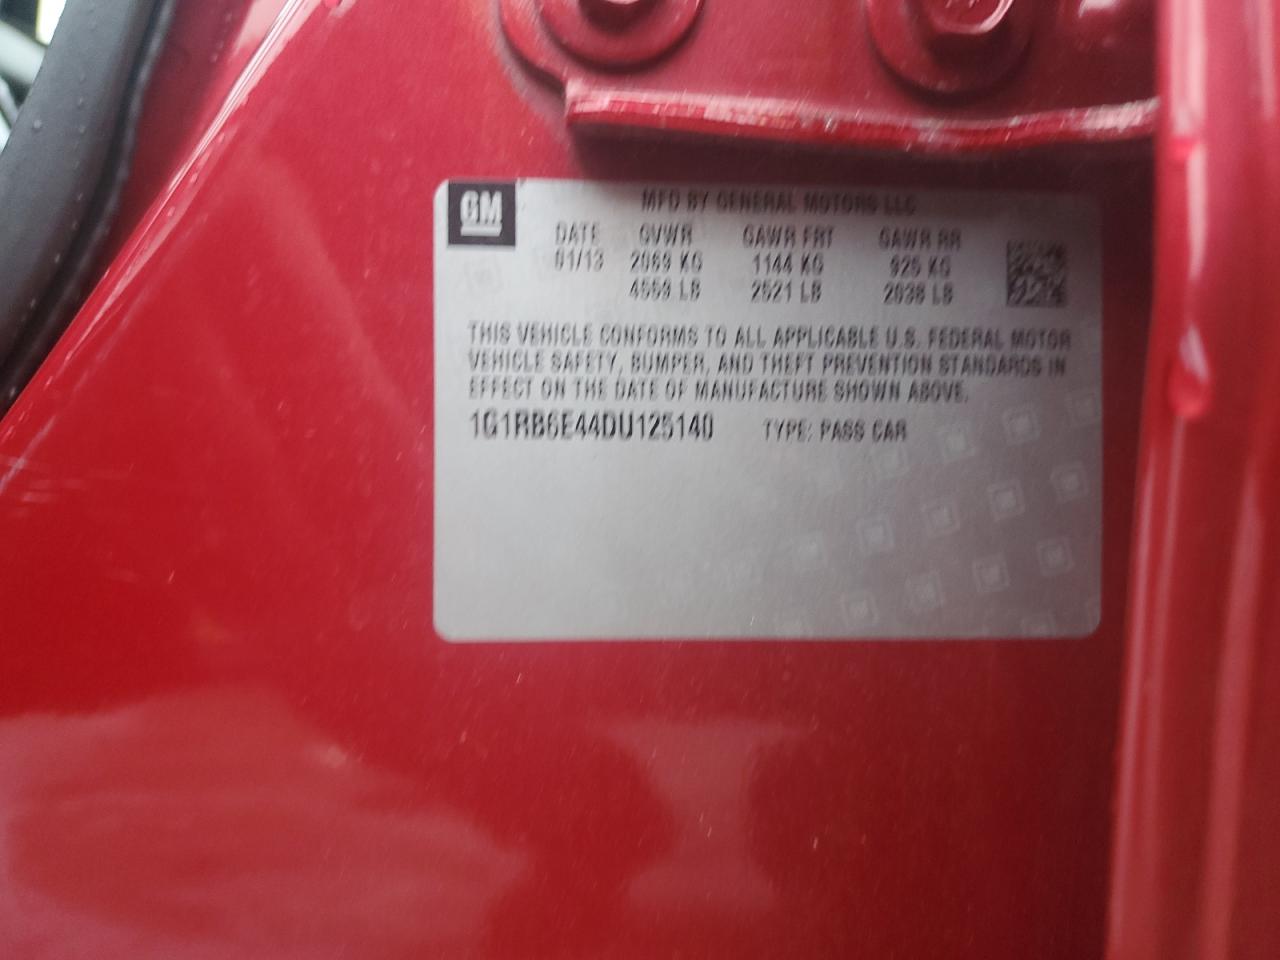 GM
MFD BY GENERAL MOTORS LLC
DATE GVWR GAWR FRT GAWR RR
01/13 2069 KG 1144 KG 925 KG
4559 LB 2521 LB 2038 LB
THIS VEHICLE CONFORMS TO ALL APPLICABLE U.S. FEDERAL MOTOR
VEHICLE SAFETY, BUMPER, AND THEFT PREVENTION STANDARDS IN
EFFECT ON THE DATE OF MANUFACTURE SHOWN ABOVE.
1G1RB6E44DU125140 TYPE: PASS CAR